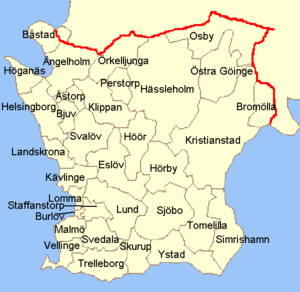 Båstad
Osby
Ängelholm
Örkelljunga
Höganäs
Östra Göinge
Perstorp
Hässleholm
Åstorp
Helsingborg
Klippan
Bromölla
Bjuv
Svalöv
Höör
Kristianstad
Landskrona
Eslöv
Hörby
Kävlinge
Lomma
Staffanstorp
Lund
Sjöbo
Burlöv
Tomelilla
Malmö
Svedala
Simrishamn
Vellinge
Skurup
Ystad
Trelleborg